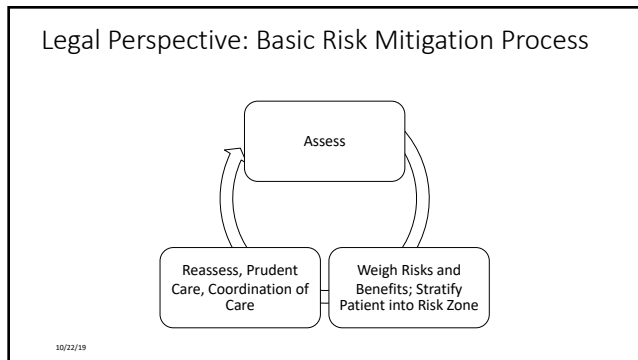 Legal Perspective: Basic Risk Mitigation Process
Assess
Reassess, Prudent
Care, Coordination of
Care
Weigh Risks and
Benefits; Stratify
Patient into Risk Zone
10/22/19